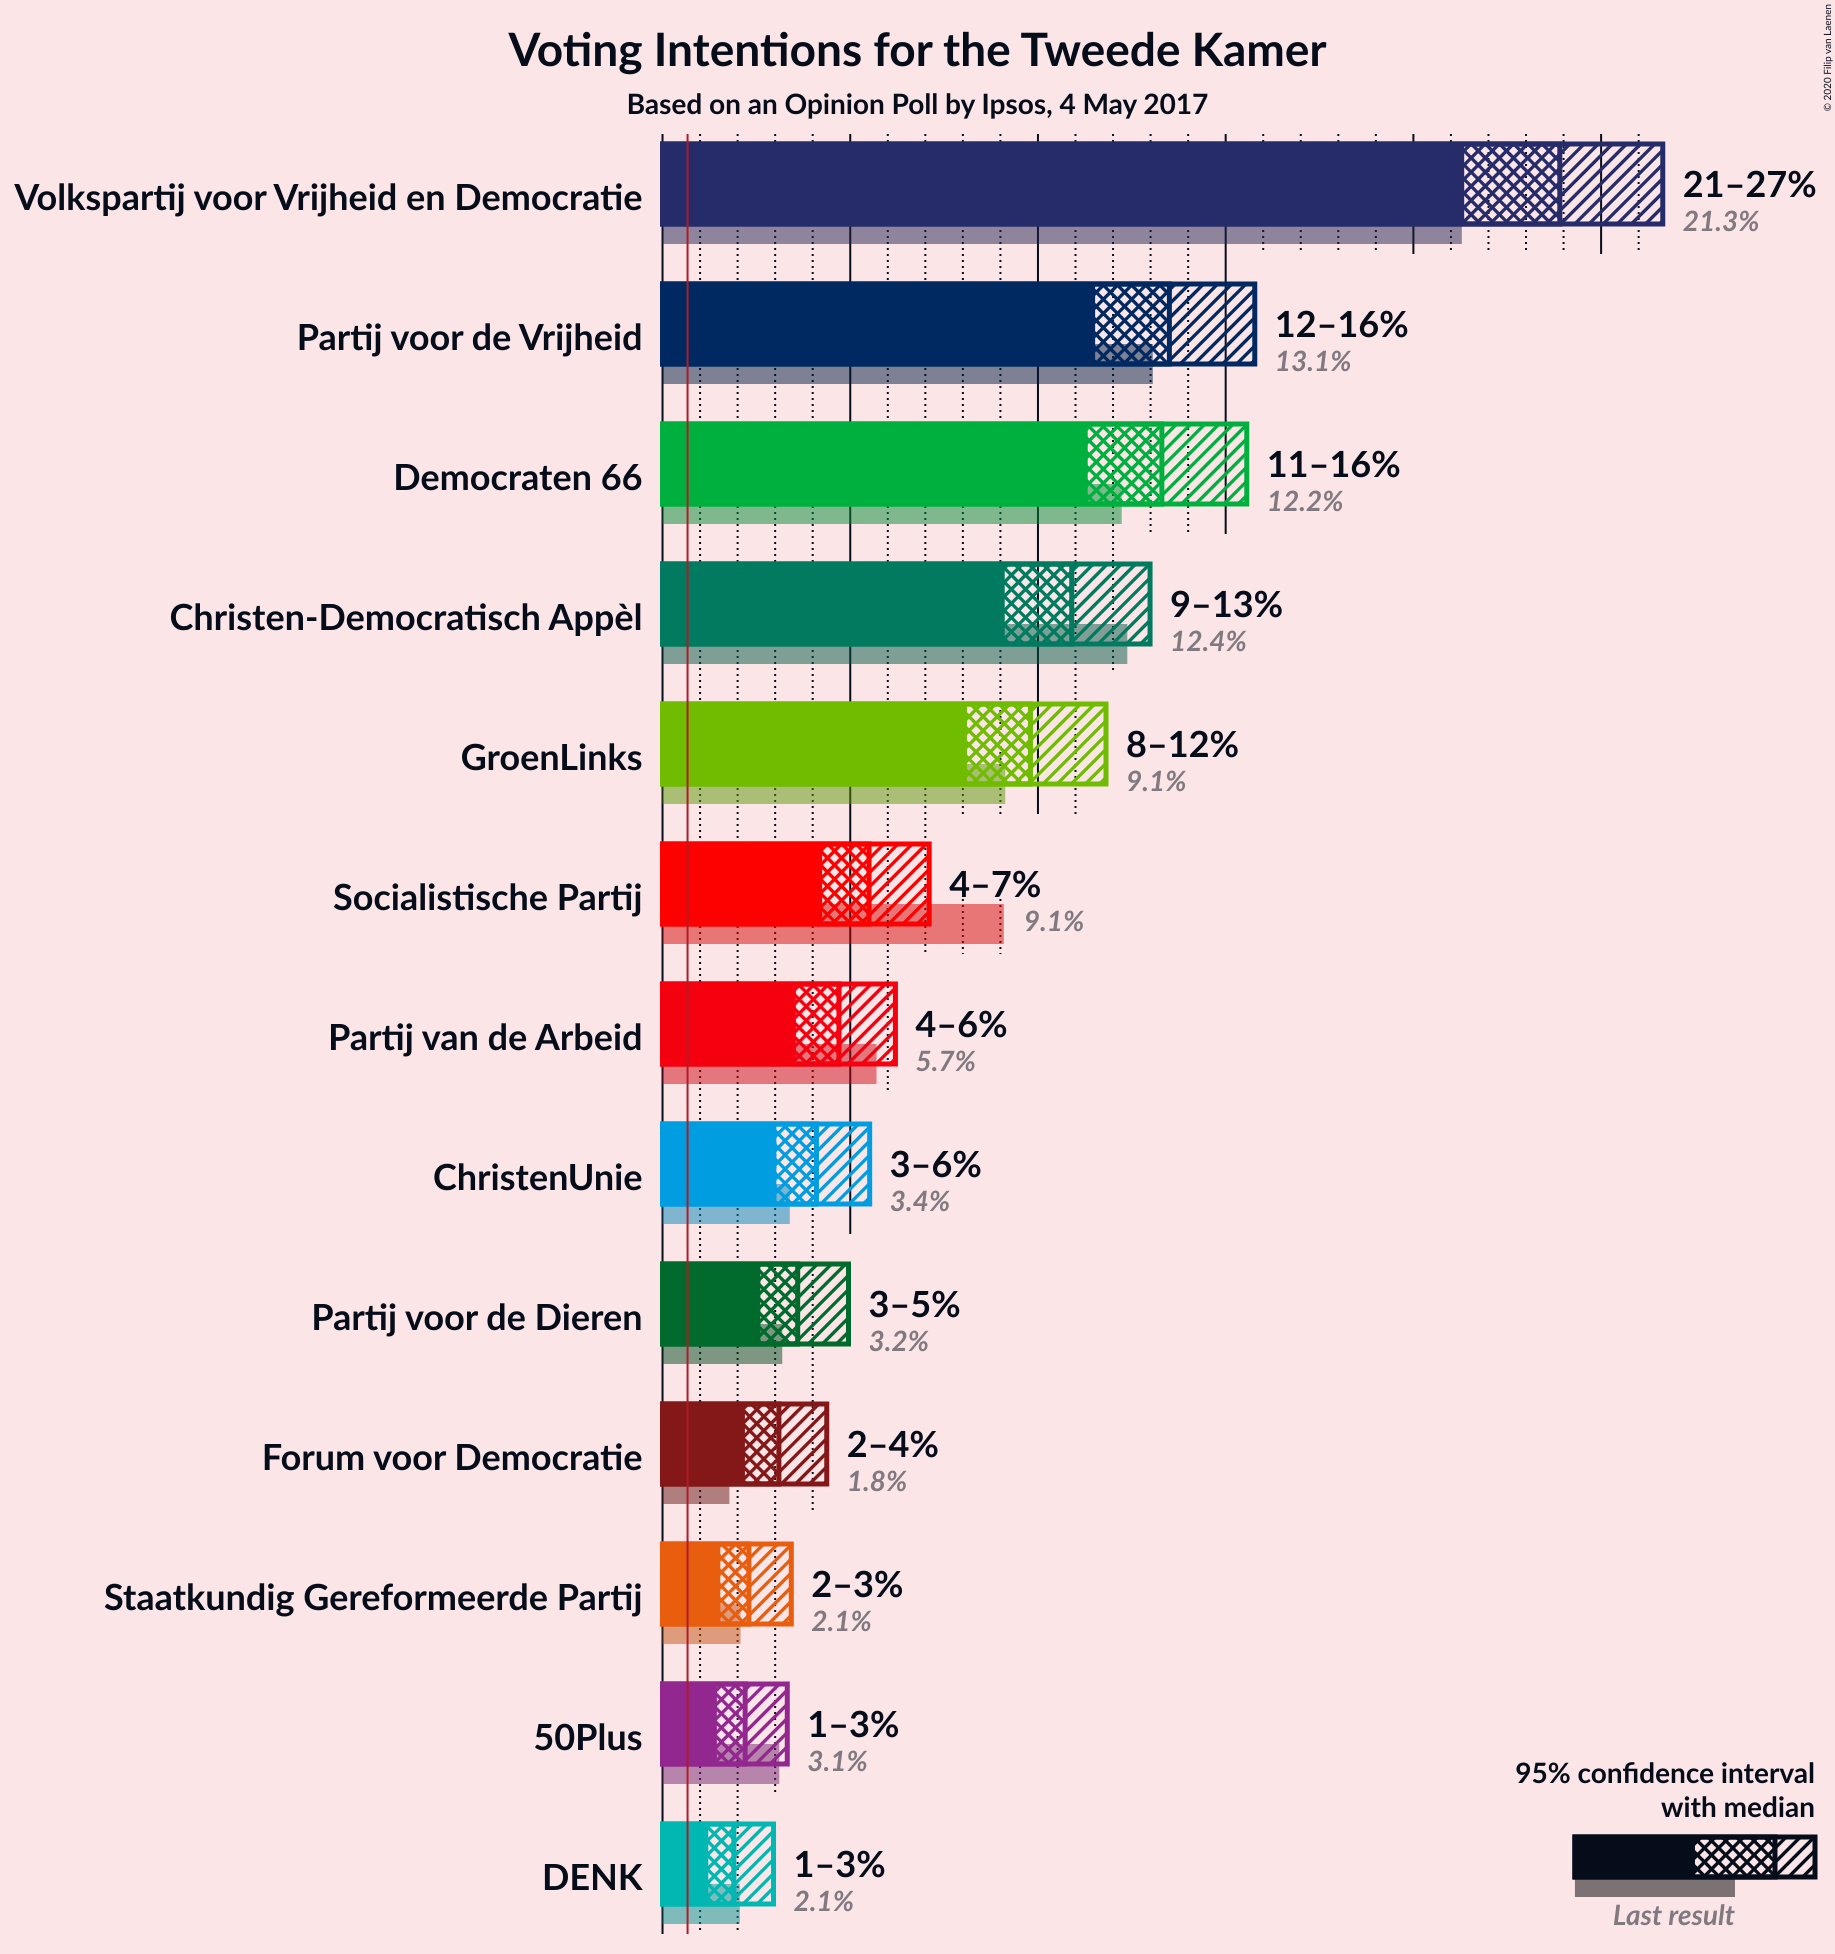 Voting Intentions for the Tweede Kamer
Based on an Opinion Poll by Ipsos, 4 May 2017
© 2020 Filip van Laenen
Volkspartij voor Vrijheid en Democratie
21–27%
21.3%
Partij voor de Vrijheid
12–16%
13.1%
Democraten 66
11–16%
12.2%
Christen-Democratisch Appèl
9–13%
12.4%
GroenLinks
8–12%
9.1%
Socialistische Partij
4–7%
9.1%
Partij van de Arbeid
4–6%
5.7%
ChristenUnie
3–6%
3.4%
Partij voor de Dieren
3–5%
3.2%
Forum voor Democratie
2–4%
1.8%
Staatkundig Gereformeerde Partij
2–3%
2.1%
50Plus
1–3%
3.1%
DENK
1–3%
2.1%
95% confidence interval
with median
Last result